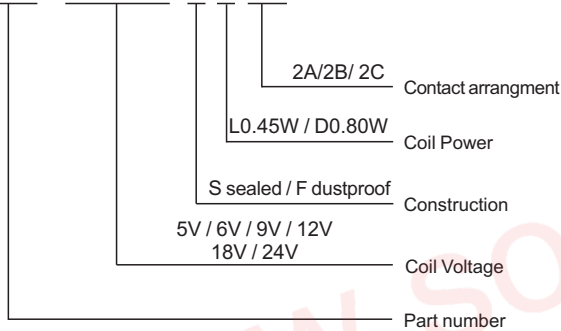 2A/2B/ 2C
Contact arrangment
L0.45W / D0.80W
Coil Power
S sealed / F dustproof
Construction
5V / 6V / 9V / 12V
18V / 24V
Coil Voltage
Part number